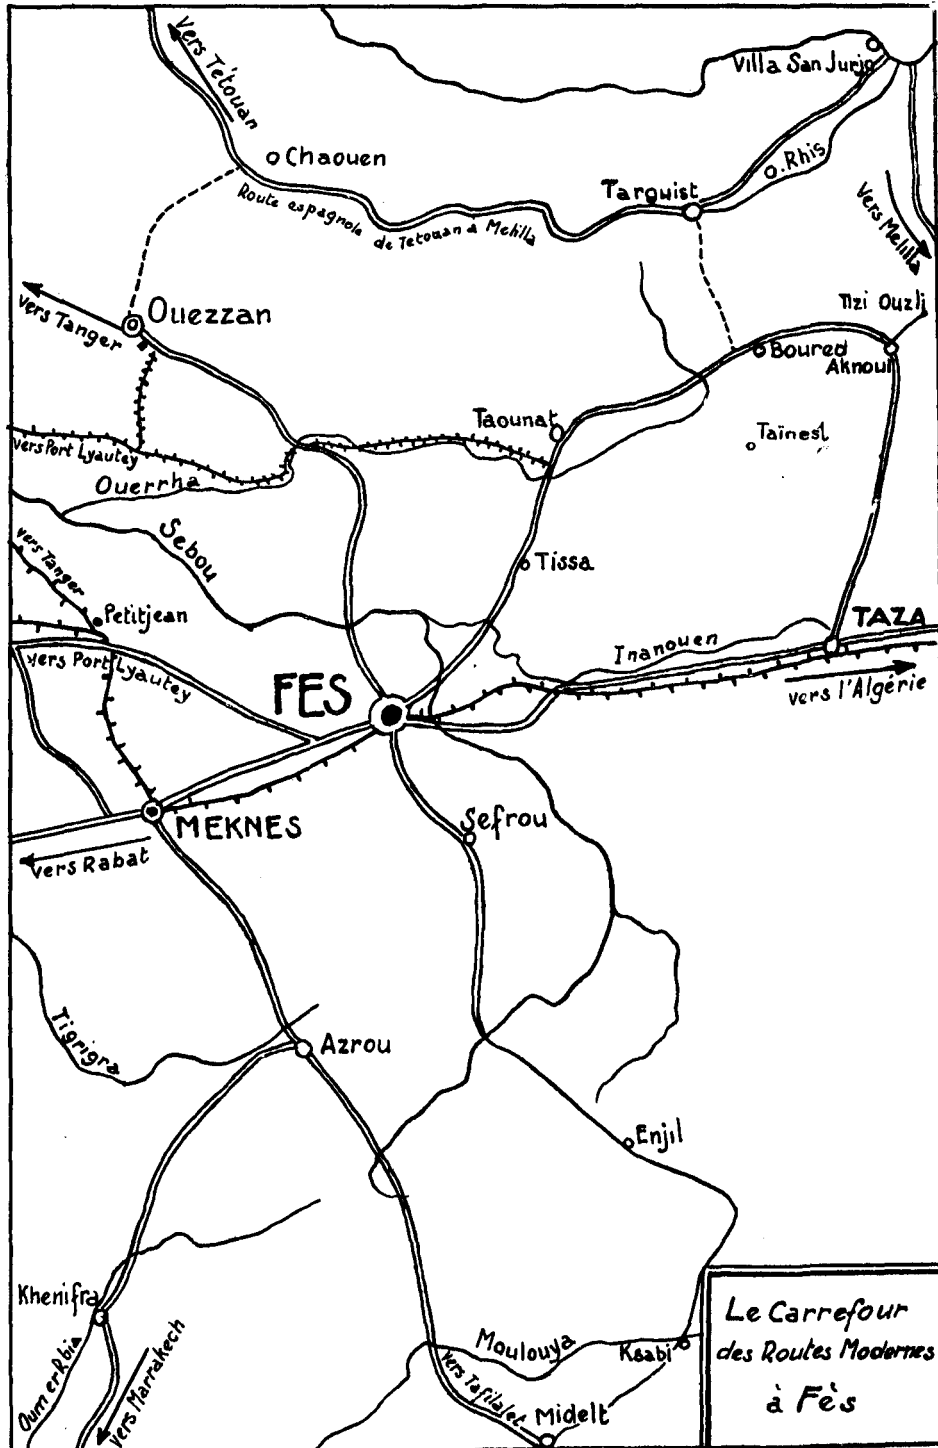 Vers Tétouan
Villa San Jurjo
Chaouen
O. Rhis
Targuist
Route espagnole
de Tetouan à Melilla
Vers Melilla
Ouezzan
vers Tanger
Tizi Ouzli
Boured
Aknoul
Taounat
Taïnest
vers Port Lyautey
Ouerrha
Sebou
vers Tanger
Tissa
Petitjean
TAZA
Inanouen
vers Port Lyautey
FES
vers l'Algérie
MEKNES
Sefrou
vers Rabat
Tigrigra
Azrou
Enjil
Khenifra
Oum er Rbia
vers Marrakech
Moulouya
Ksabi
vers Tafilalet
Midelt
Le Carrefour
des Routes Modernes
à Fès